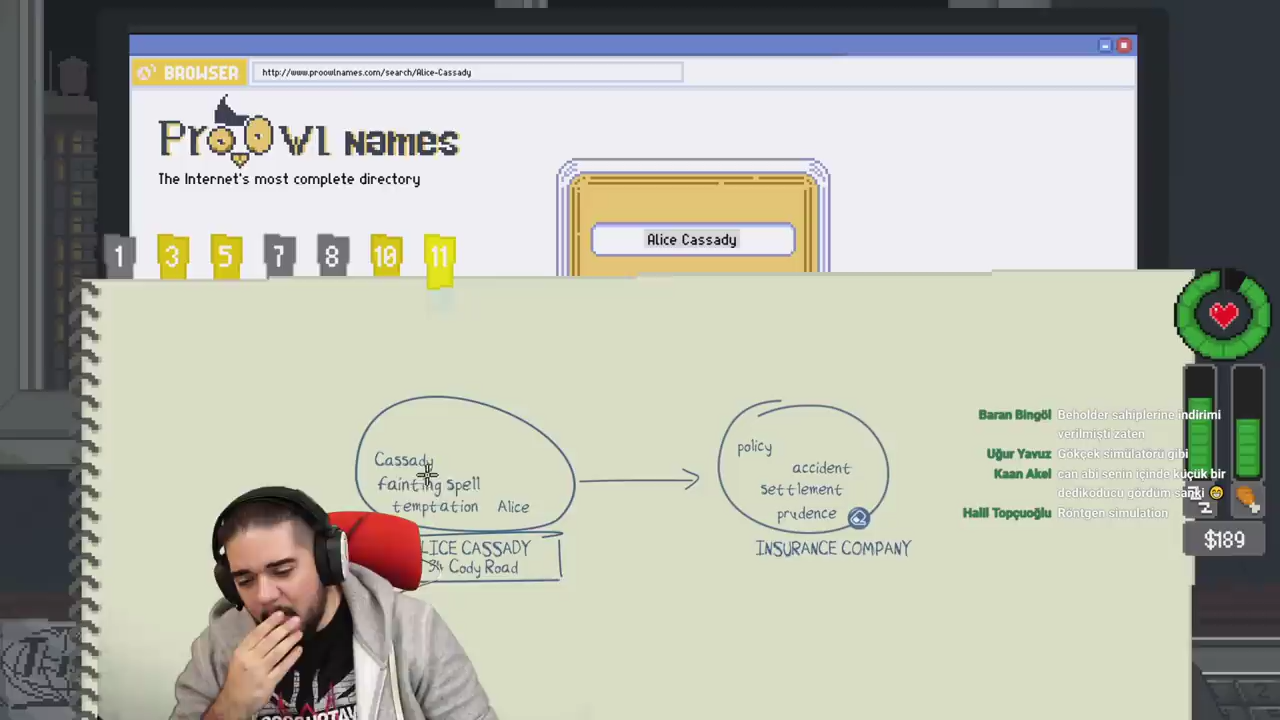 BROWSER
http://www.proowlnames.com/search/Alice-Cassady
PrOOwl names
The Internet's most complete directory
Alice Cassady
1 3 5 7 8 10 11
Cassady
fainting spell
temptation Alice
LICE CASSADY
Cody Road
policy
accident
settlement
prudence
INSURANCE COMPANY
Baran Bingöl Beholder sahiplerine indirimi
verilmişti zaten
Uğur Yavuz Gökçek simulatoru gibi
Kaan Akel can abi senin içinde küçük bir
dedikoducu gördüm sanki
Halil Topçuoğlu Rontgen simulation
$189